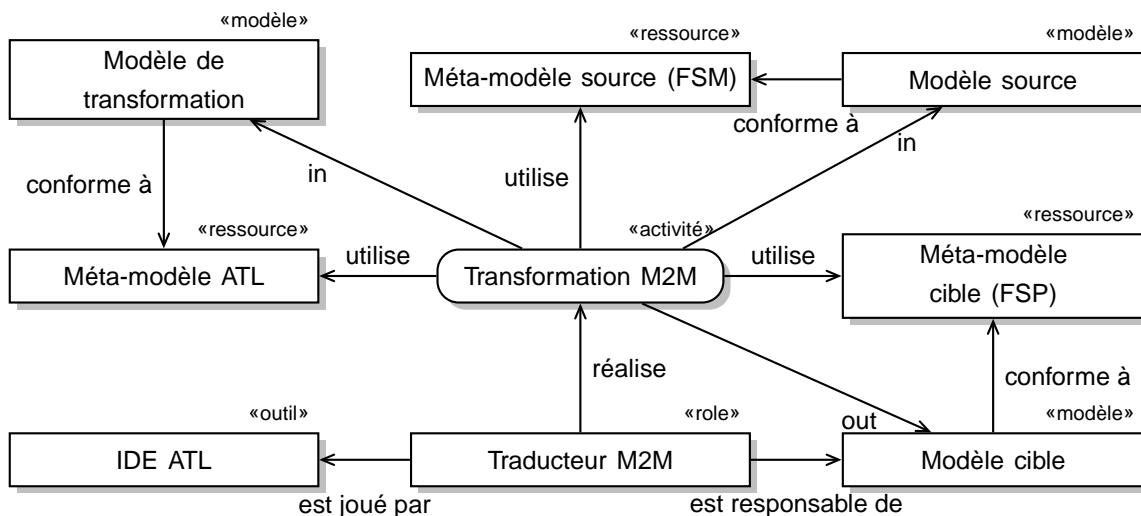 «modèle»
Modèle de
transformation
«ressource»
Méta-modèle source (FSM)
«modèle»
Modèle source
conforme à
conforme à
in
utilise
in
«ressource»
Méta-modèle ATL
utilise
«activité»
Transformation M2M
utilise
«ressource»
Méta-modèle
cible (FSP)
réalise
conforme à
«outil»
IDE ATL
«role»
Traducteur M2M
out
«modèle»
Modèle cible
est joué par
est responsable de